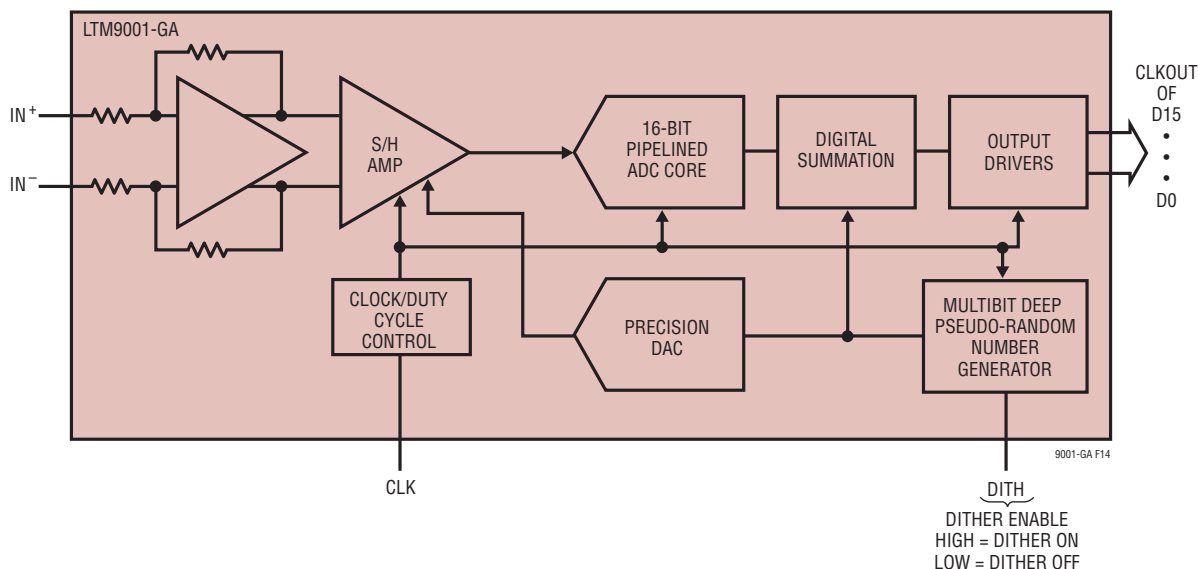 LTM9001-GA
IN+
IN–
S/H
AMP
16-BIT
PIPELINED
ADC CORE
DIGITAL
SUMMATION
OUTPUT
DRIVERS
CLKOUT
OF
D15
•
•
•
D0
CLOCK/DUTY
CYCLE
CONTROL
PRECISION
DAC
MULTIBIT DEEP
PSEUDO-RANDOM
NUMBER
GENERATOR
9001-GA F14
CLK
DITH
DITHER ENABLE
HIGH = DITHER ON
LOW = DITHER OFF